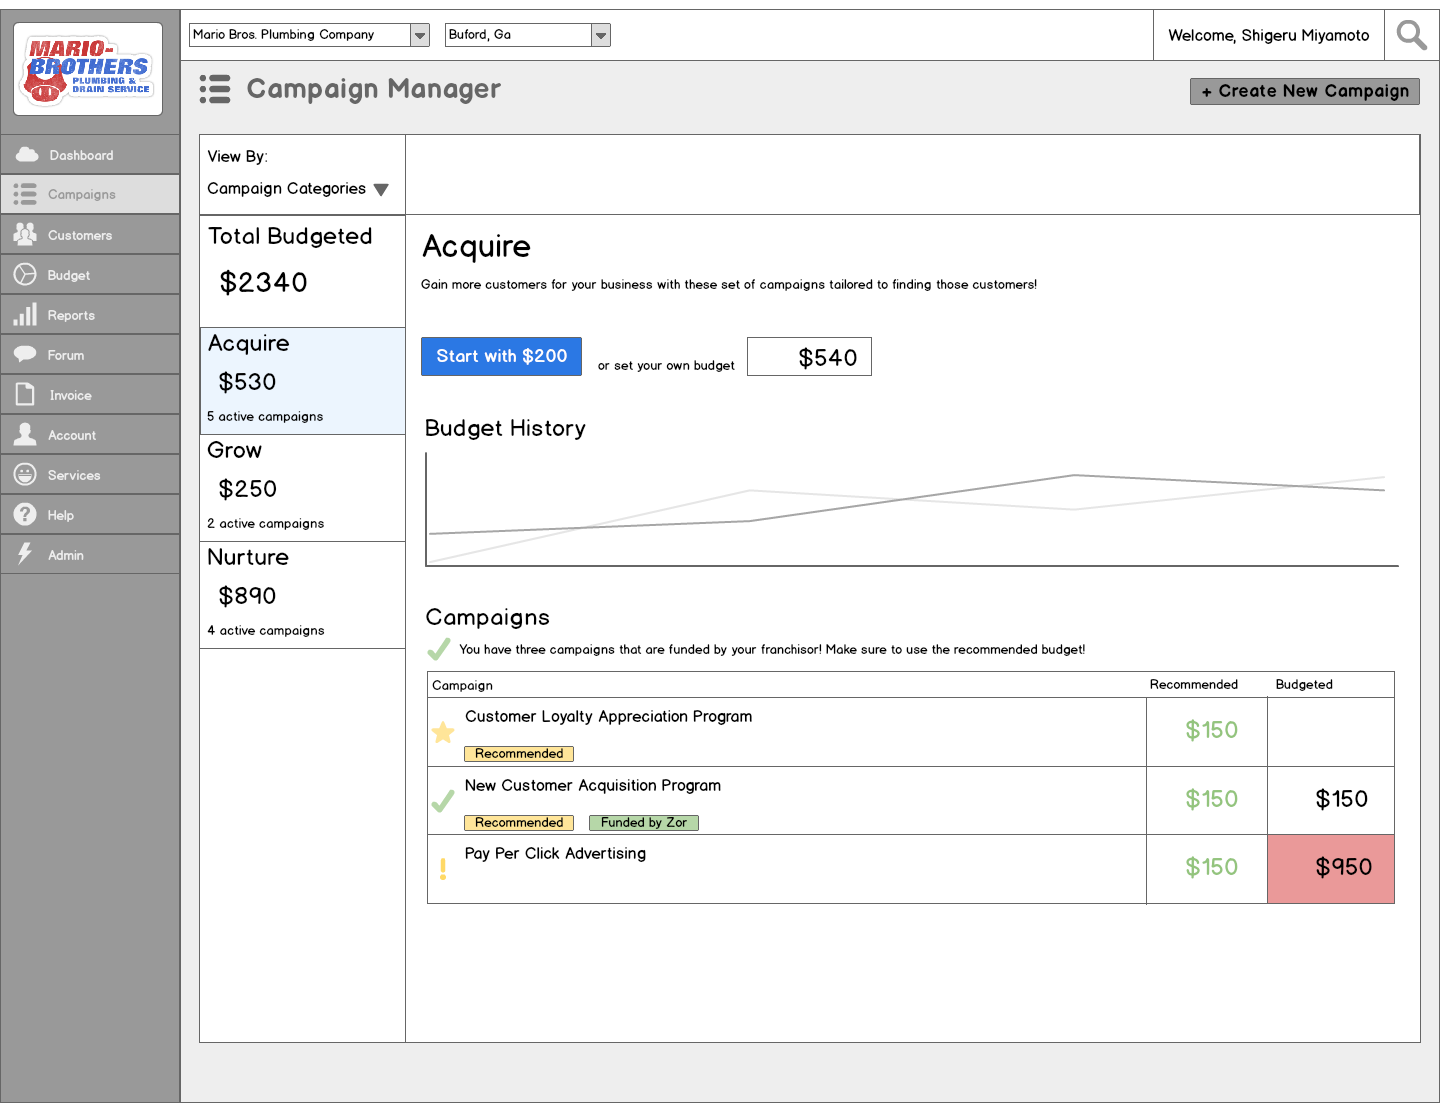 MARIO-
BROTHERS
PLUMBING &
DRAIN SERVICE
Mario Bros. Plumbing Company
Buford, Ga
Welcome, Shigeru Miyamoto
Campaign Manager
+ Create New Campaign
Dashboard
Campaigns
Customers
Budget
Reports
Forum
Invoice
Account
Services
Help
Admin
View By:
Campaign Categories
Total Budgeted
$2340
Acquire
$530
5 active campaigns
Grow
$250
2 active campaigns
Nurture
$890
4 active campaigns
Acquire
Gain more customers for your business with these set of campaigns tailored to finding those customers!
Start with $200 or set your own budget $540
Budget History
Campaigns
You have three campaigns that are funded by your franchisor! Make sure to use the recommended budget!
Campaign Recommended Budgeted
Customer Loyalty Appreciation Program
Recommended
$150
New Customer Acquisition Program
Recommended Funded by Zor
$150 $150
Pay Per Click Advertising
$150 $950